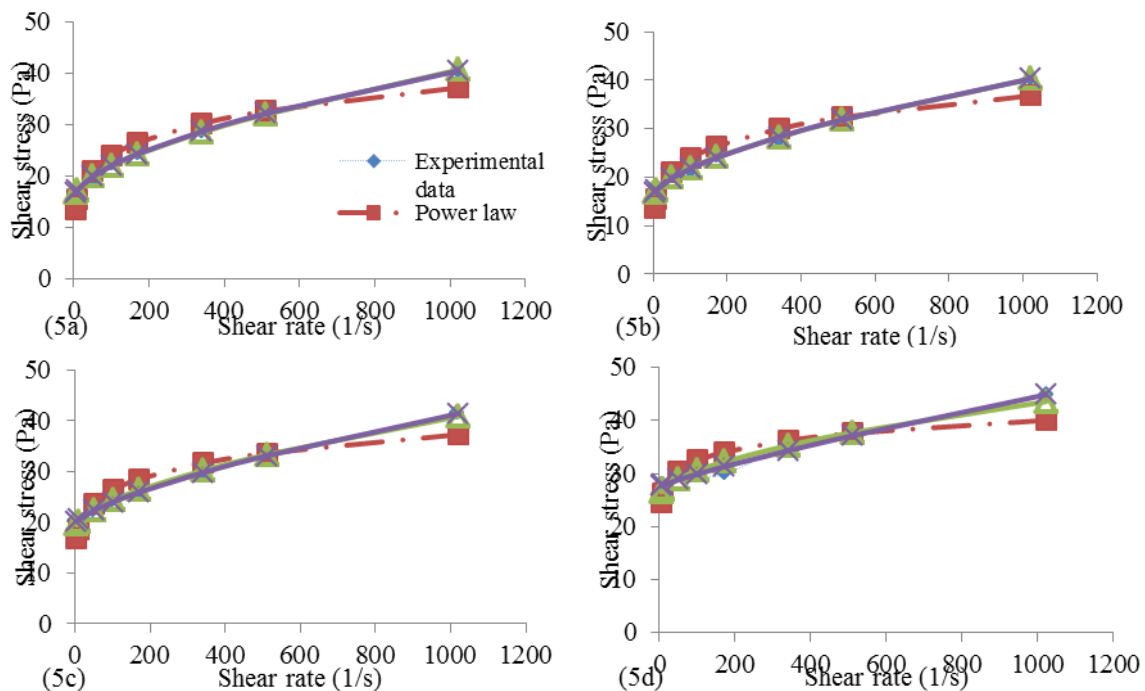 Shear stress (Pa)
50
40
30
20
10
0
0 200 400 600 800 1000 1200
Shear rate (1/s)
(5a)
Experimental
data
Power law
Shear stress (Pa)
50
40
30
20
10
0
0 200 400 600 800 1000 1200
Shear rate (1/s)
(5b)
Shear stress (Pa)
50
40
30
20
10
0
0 200 400 600 800 1000 1200
Shear rate (1/s)
(5c)
Shear stress (Pa)
50
40
30
20
10
0
0 200 400 600 800 1000 1200
Shear rate (1/s)
(5d)